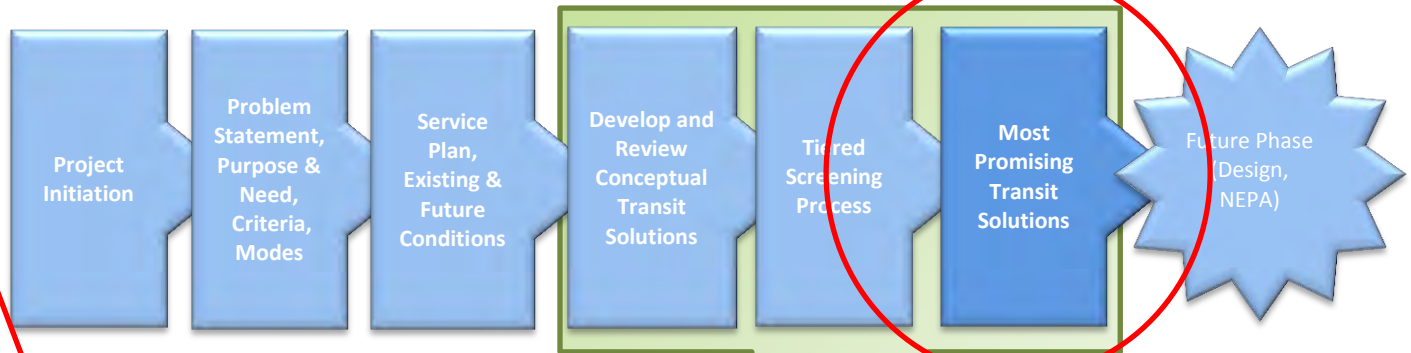 Project
Initiation
Problem
Statement,
Purpose &
Need,
Criteria,
Modes
Service
Plan,
Existing &
Future
Conditions
Develop and
Review
Conceptual
Transit
Solutions
Tiered
Screening
Process
Most
Promising
Transit
Solutions
Future Phase
(Design,
NEPA)